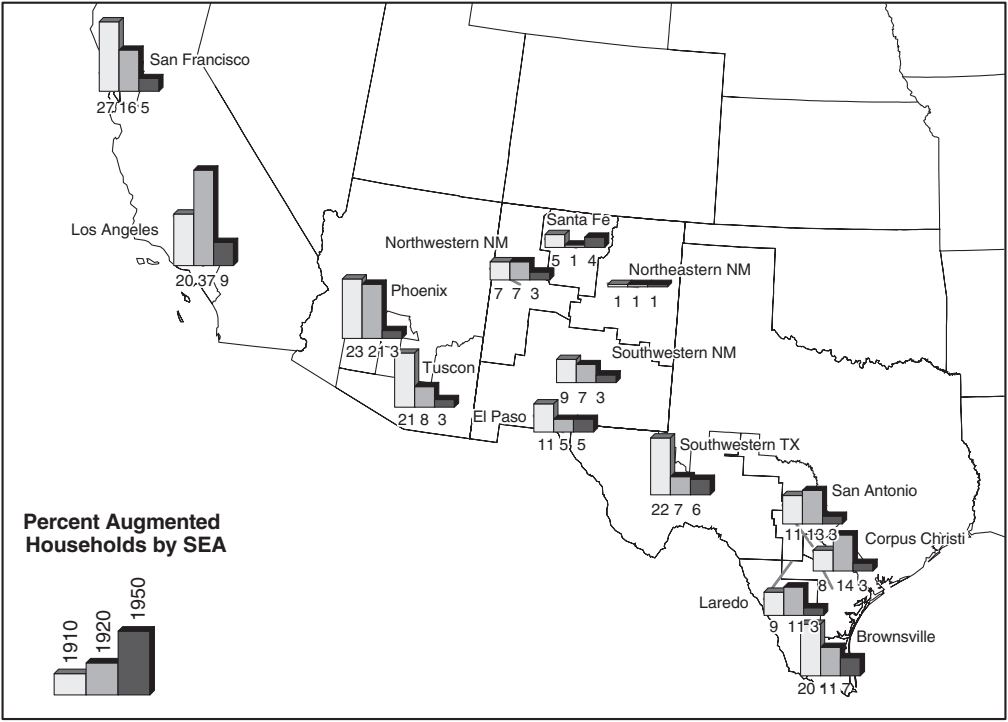 San Francisco
27 16 5
Los Angeles
20 37 9
Santa Fe
5 1 4
Northwestern NM
7 7 3
Northeastern NM
1 1 1
Phoenix
23 21 3
Tuscon
21 8 3
Southwestern NM
9 7 3
El Paso
11 5 5
Southwestern TX
22 7 6
San Antonio
11 13 3
Corpus Christi
8 14 3
Laredo
9 11 3
Brownsville
20 11 7
Percent Augmented
Households by SEA
1910
1920
1950